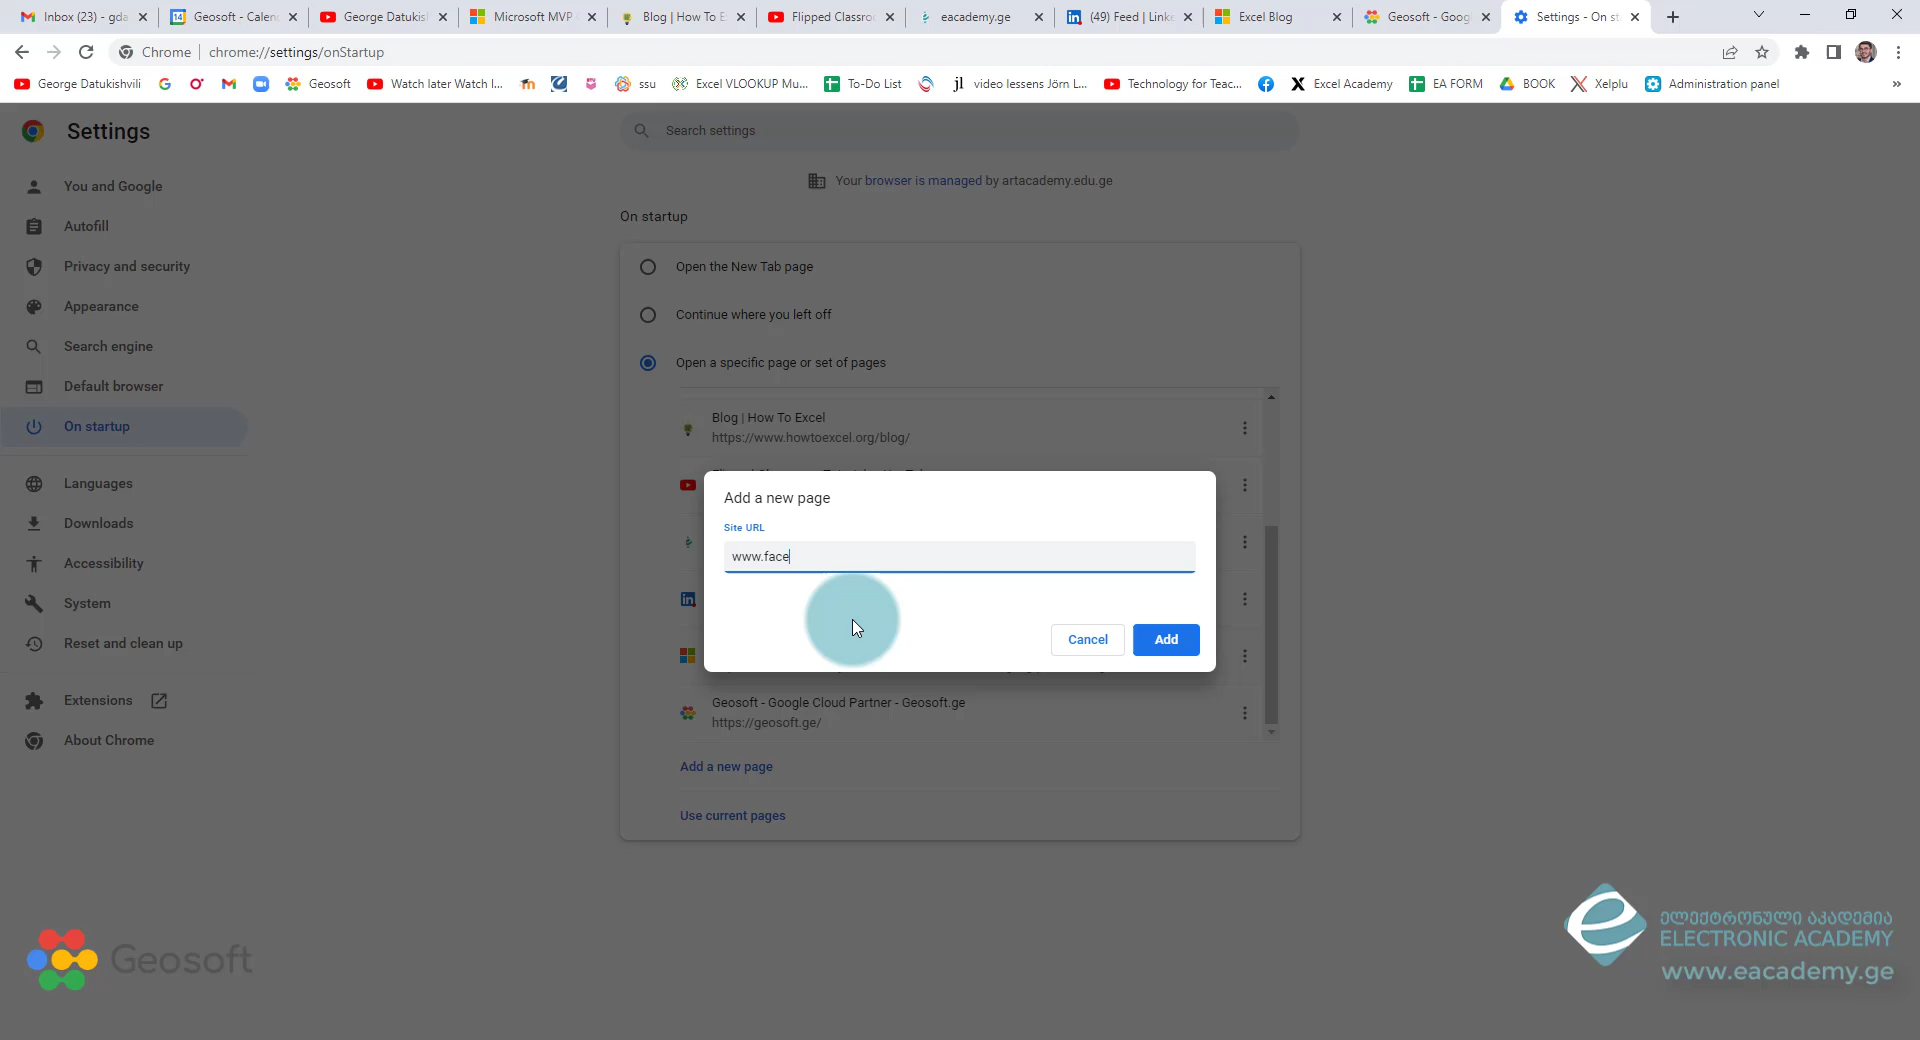 Inbox (23) - gda
Geosoft - Calen
George Datukish
Microsoft MVP
Blog | How To E
Flipped Classro
eacademy.ge
(49) Feed | Linke
Excel Blog
Geosoft - Goog
Settings - On st
Chrome | chrome://settings/onStartup
George Datukishvili
Geosoft
Watch later Watch l...
ssu
Excel VLOOKUP Mu...
To-Do List
jl video lessens Jörn L...
Technology for Teac...
Excel Academy
EA FORM
BOOK
Xelplu
Administration panel
»
Settings
Search settings
You and Google
Autofill
Privacy and security
Appearance
Search engine
Default browser
On startup
Languages
Downloads
Accessibility
System
Reset and clean up
Extensions
About Chrome
Your browser is managed by artacademy.edu.ge
On startup
Open the New Tab page
Continue where you left off
Open a specific page or set of pages
Blog | How To Excel
https://www.howtoexcel.org/blog/
Add a new page
Site URL
www.face
Cancel
Add
Geosoft - Google Cloud Partner - Geosoft.ge
https://geosoft.ge/
Add a new page
Use current pages
Geosoft
ელექტრონული აკადემია
ELECTRONIC ACADEMY
www.eacademy.ge